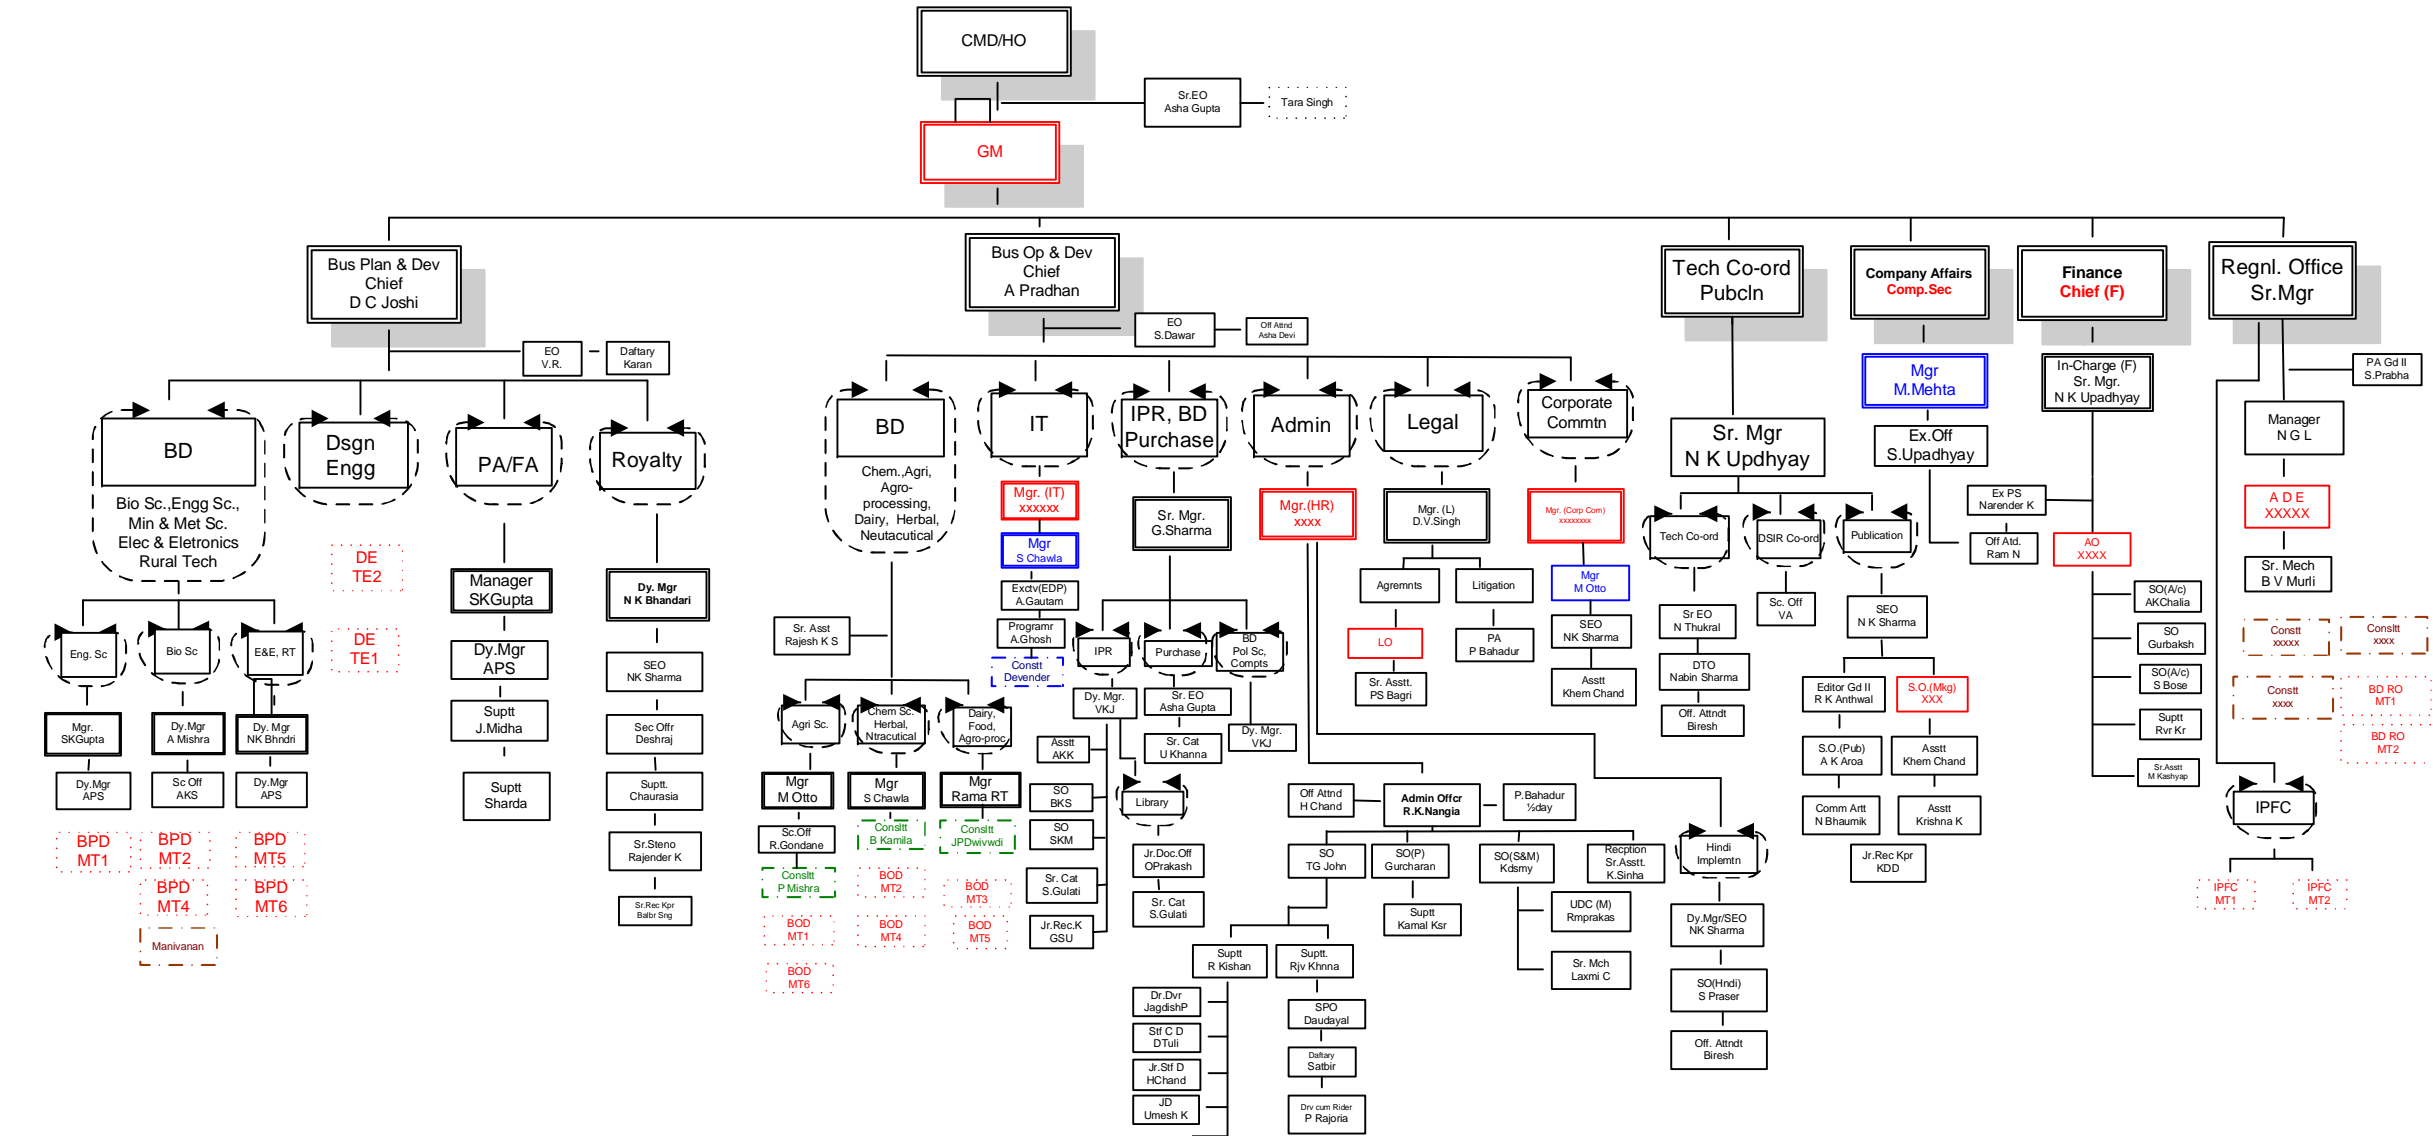 CMD/HO
Sr.EO
Asha Gupta
Tara Singh
GM
Bus Plan & Dev
Chief
D C Joshi
Bus Op & Dev
Chief
A Pradhan
Tech Co-ord
Pubcln
Company Affairs
Comp.Sec
Finance
Chief (F)
Regnl. Office
Sr.Mgr
EO
V.R.
Daftary
Karan
EO
S.Dawar
Off Attnd
Asha Devi
Mgr
M.Mehta
In-Charge (F)
Sr. Mgr.
N K Upadhyay
PA Gd II
S.Prabha
BD
Bio Sc.,Engg Sc.,
Min & Met Sc.
Elec & Eletronics
Rural Tech
Dsgn
Engg
PA/FA
Royalty
BD
Chem.,Agri,
Agro-
processing,
Dairy, Herbal,
Neutacutical
IT
IPR, BD
Purchase
Admin
Legal
Corporate
Commtn
Sr. Mgr
N K Updhyay
Ex.Off
S.Upadhyay
Manager
N G L
DE
TE2
DE
TE1
Manager
SKGupta
Dy.Mgr
APS
Suptt
J.Midha
Suptt
Sharda
Dy. Mgr
N K Bhandari
SEO
NK Sharma
Sec Offr
Deshraj
Suptt.
Chaurasia
Sr.Steno
Rajender K
Sr.Rec Kpr
Balbr Sng
Eng. Sc
Bio Sc
E&E, RT
Mgr.
SKGupta
Dy.Mgr
A Mishra
Dy. Mgr
NK Bhndri
Dy.Mgr
APS
Sc Off
AKS
Dy.Mgr
APS
BPD
MT1
BPD
MT2
BPD
MT5
BPD
MT4
BPD
MT6
Manivanan
Sr. Asst
Rajesh K S
Agri Sc.
Chem Sc.
Herbal,
Ntracutical
Dairy,
Food,
Agro-proc
Mgr
M Otto
Mgr
S Chawla
Mgr
Rama RT
Sc.Off
R.Gondane
Consltt
B Kamila
Consltt
JPDwivwdi
Consltt
P Mishra
BOD
MT2
BOD
MT3
BOD
MT1
BOD
MT4
BOD
MT5
BOD
MT6
Mgr. (IT)
xxxxxx
Mgr
S Chawla
Exctv(EDP)
A.Gautam
Programr
A.Ghosh
Constt
Devender
Sr. Mgr.
G.Sharma
IPR
Purchase
BD
Pol Sc,
Compts
Dy. Mgr.
VKJ
Sr. EO
Asha Gupta
Sr. Cat
U Khanna
Dy. Mgr.
VKJ
Asstt
AKK
SO
BKS
SO
SKM
Sr. Cat
S.Gulati
Jr.Rec.K
GSU
Library
Jr.Doc.Off
OPrakash
Sr. Cat
S.Gulati
Mgr.(HR)
xxxx
Mgr. (L)
D.V.Singh
Agremnts
Litigation
LO
PA
P Bahadur
Sr. Asstt.
PS Bagri
Mgr. (Corp Com)
xxxxxxxx
Mgr
M Otto
SEO
NK Sharma
Asstt
Khem Chand
Off Attnd
H Chand
Admin Offcr
R.K.Nangia
P.Bahadur
½day
SO
TG John
SO(P)
Gurcharan
SO(S&M)
Kdsmy
Recption
Sr.Asstt.
K.Sinha
Suptt
Kamal Ksr
UDC (M)
Rmprakas
Sr. Mch
Laxmi C
Suptt
R Kishan
Suptt.
Rjv Khnna
Dr.Dvr
JagdishP
Stf C D
DTuli
Jr.Stf D
HChand
JD
Umesh K
SPO
Daudayal
Daftary
Satbir
Drv cum Rider
P Rajoria
Hindi
Implemtn
Dy.Mgr/SEO
NK Sharma
SO(Hndi)
S Praser
Off. Attndt
Biresh
Tech Co-ord
DSIR Co-ord
Publication
Sr EO
N Thukral
DTO
Nabin Sharma
Off. Attndt
Biresh
Sc. Off
VA
SEO
N K Sharma
Editor Gd II
R K Anthwal
S.O.(Mkg)
XXX
S.O.(Pub)
A K Aroa
Asstt
Khem Chand
Comm Artt
N Bhaumik
Asstt
Krishna K
Jr.Rec Kpr
KDD
Ex PS
Narender K
Off Atd.
Ram N
AO
XXXX
SO(A/c)
AKChalia
SO
Gurbaksh
SO(A/c)
S Bose
Suptt
Rvr Kr
Sr.Asstt
M Kashyap
A D E
XXXXX
Sr. Mech
B V Murli
Constt
xxxxx
Consltt
xxxx
Constt
xxxx
BD RO
MT1
BD RO
MT2
IPFC
IPFC
MT1
IPFC
MT2